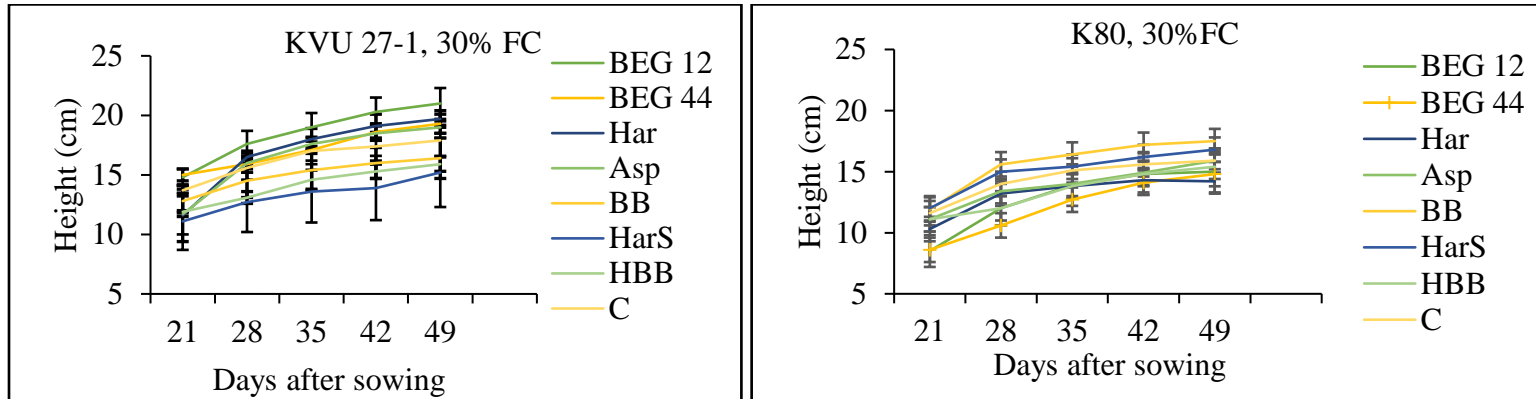 KVU 27-1, 30% FC
Height (cm)
25
20
15
10
5
21 28 35 42 49
Days after sowing
BEG 12
BEG 44
Har
Asp
BB
HarS
HBB
C
K80, 30%FC
Height (cm)
25
20
15
10
5
21 28 35 42 49
Days after sowing
BEG 12
BEG 44
Har
Asp
BB
HarS
HBB
C